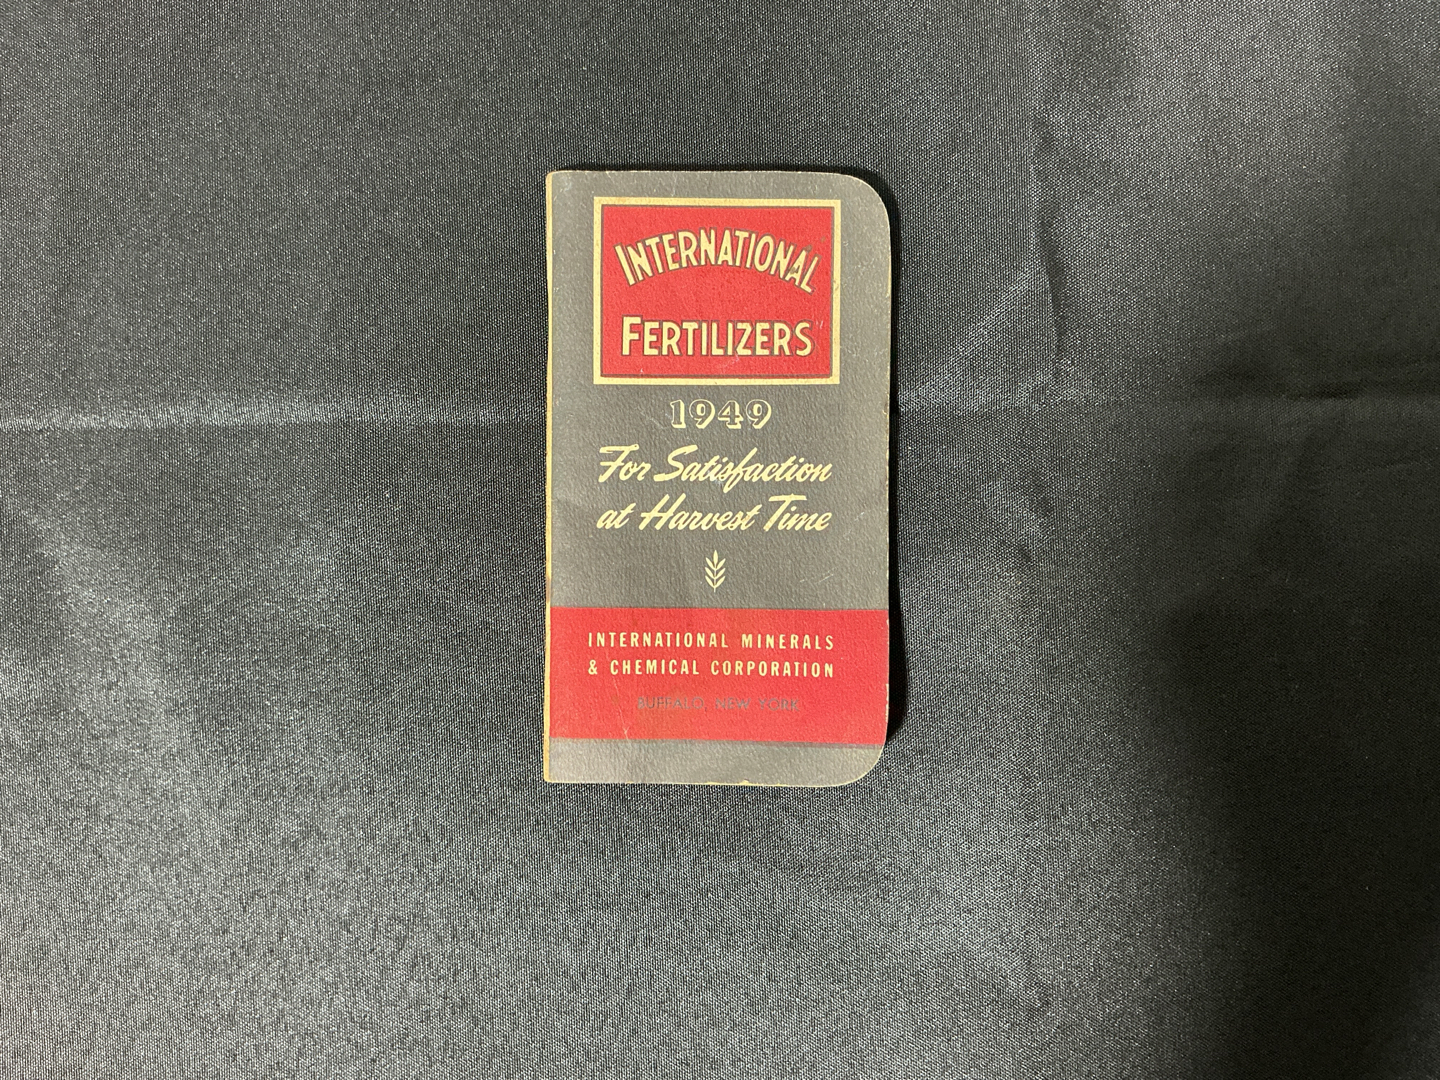 INTERNATIONAL
FERTILIZERS
1949
For Satisfaction
at Harvest Time
INTERNATIONAL MINERALS
& CHEMICAL CORPORATION
BUFFALO, NEW YORK